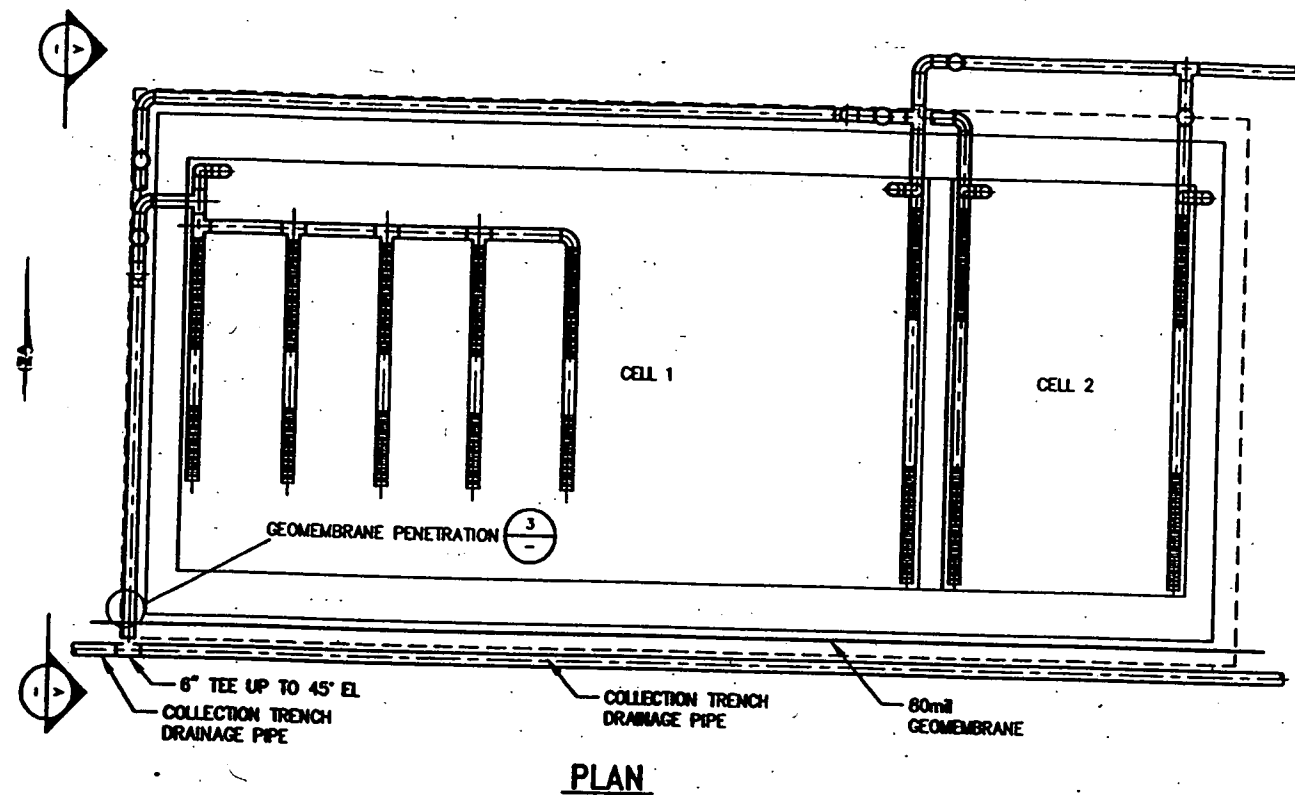 A
CELL 1
CELL 2
GEOMEMBRANE PENETRATION
3
-
A
6" TEE UP TO 45° EL
COLLECTION TRENCH
DRAINAGE PIPE
COLLECTION TRENCH
DRAINAGE PIPE
60mil
GEOMEMBRANE
PLAN